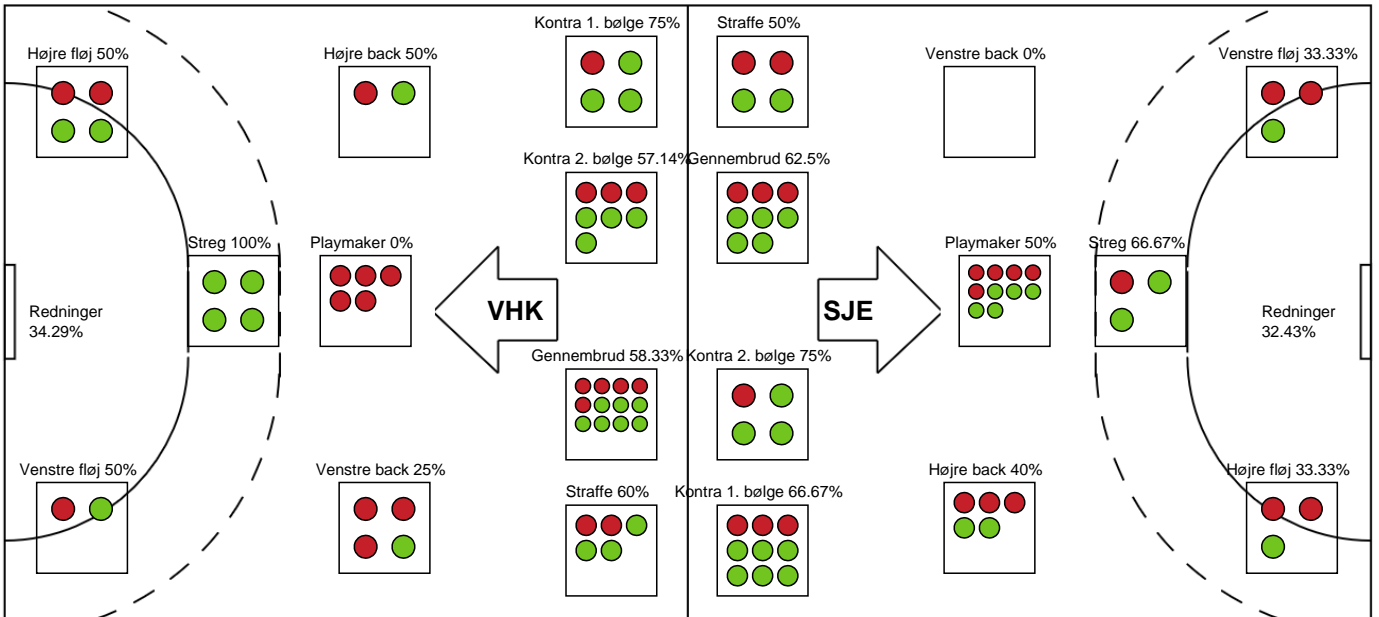 Kontra 1. bølge 75%
Straffe 50%
Højre fløj 50%
Højre back 50%
Venstre back 0%
Venstre fløj 33.33%
Kontra 2. bølge 57.14%
Gennembrud 62.5%
Streg 100%
Playmaker 0%
Playmaker 50%
Streg 66.67%
Redninger
34.29%
VHK
SJE
Redninger
32.43%
Gennembrud 58.33%
Kontra 2. bølge 75%
Venstre fløj 50%
Venstre back 25%
Straffe 60%
Kontra 1. bølge 66.67%
Højre back 40%
Højre fløj 33.33%